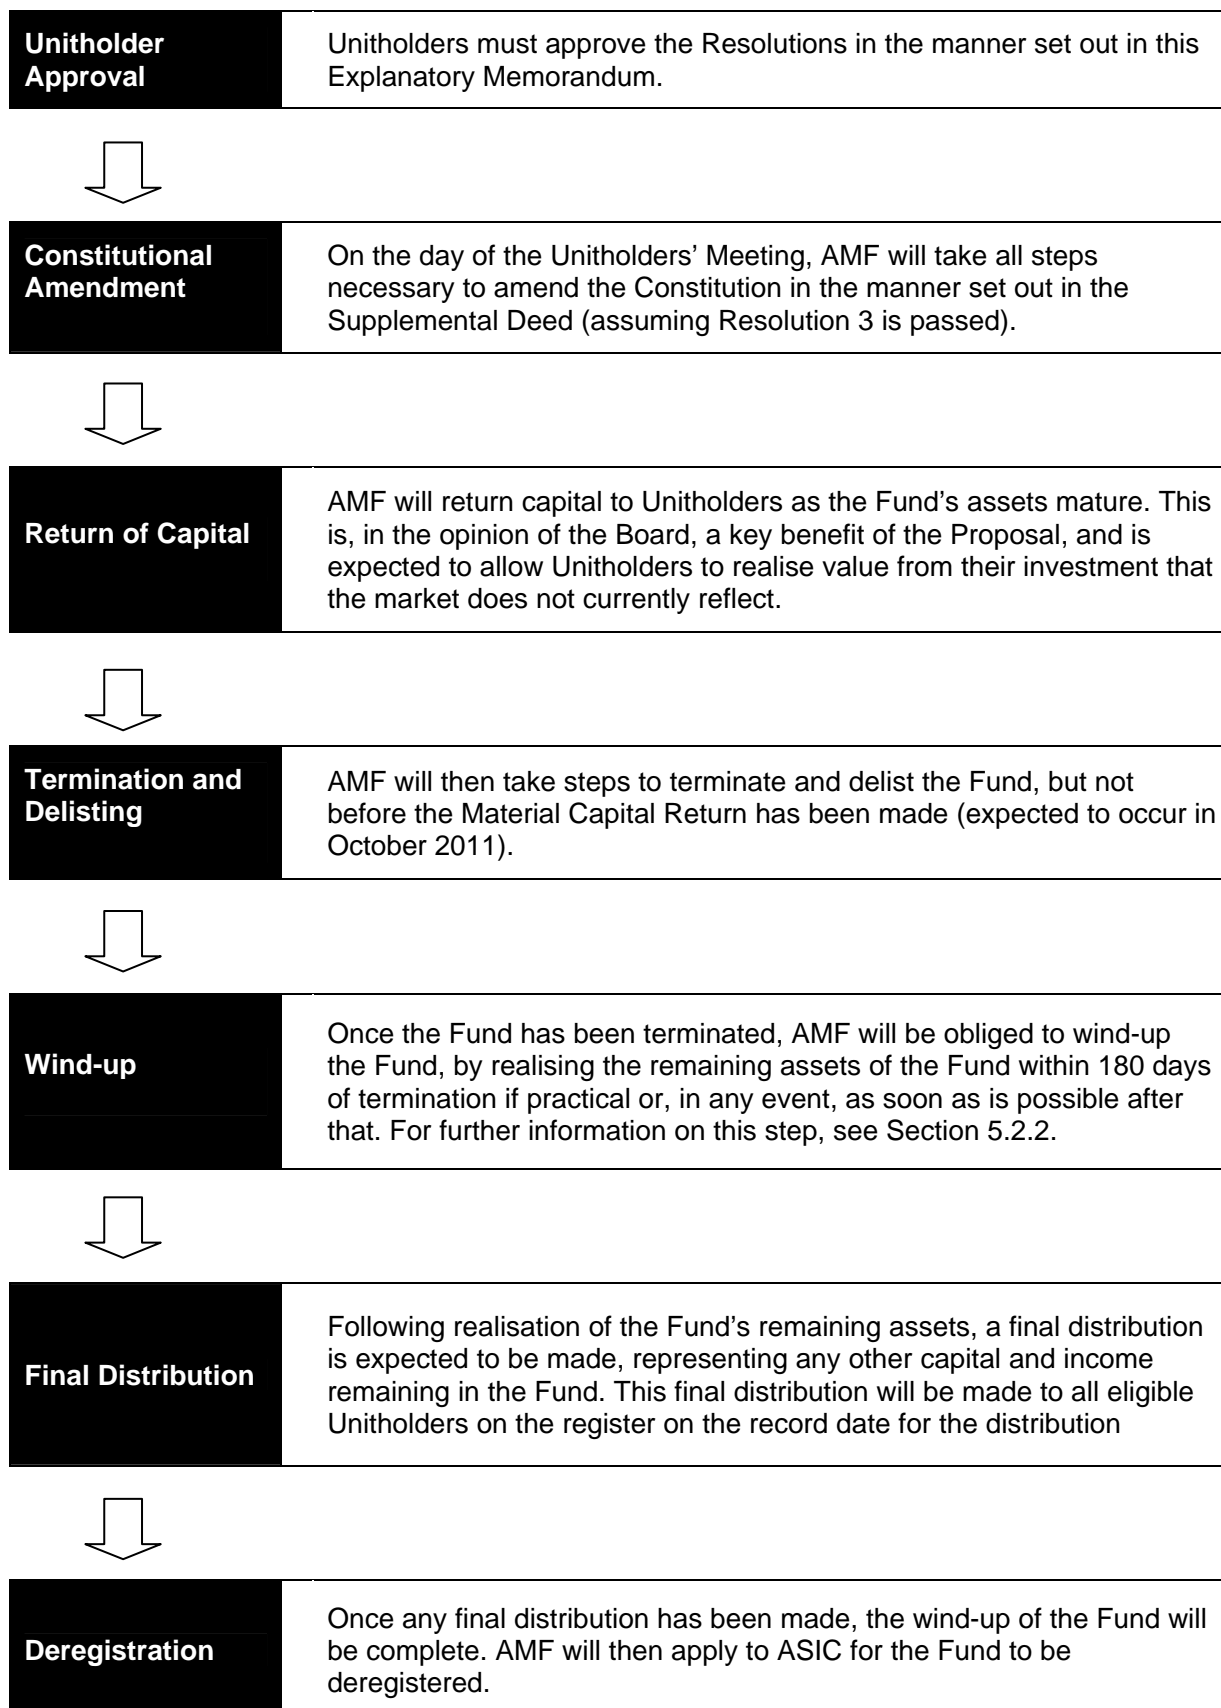 Unitholder
Approval
Unitholders must approve the Resolutions in the manner set out in this
Explanatory Memorandum.
Constitutional
Amendment
On the day of the Unitholders’ Meeting, AMF will take all steps
necessary to amend the Constitution in the manner set out in the
Supplemental Deed (assuming Resolution 3 is passed).
Return of Capital
AMF will return capital to Unitholders as the Fund’s assets mature. This
is, in the opinion of the Board, a key benefit of the Proposal, and is
expected to allow Unitholders to realise value from their investment that
the market does not currently reflect.
Termination and
Delisting
AMF will then take steps to terminate and delist the Fund, but not
before the Material Capital Return has been made (expected to occur in
October 2011).
Wind-up
Once the Fund has been terminated, AMF will be obliged to wind-up
the Fund, by realising the remaining assets of the Fund within 180 days
of termination if practical or, in any event, as soon as is possible after
that. For further information on this step, see Section 5.2.2.
Final Distribution
Following realisation of the Fund’s remaining assets, a final distribution
is expected to be made, representing any other capital and income
remaining in the Fund. This final distribution will be made to all eligible
Unitholders on the register on the record date for the distribution
Deregistration
Once any final distribution has been made, the wind-up of the Fund will
be complete. AMF will then apply to ASIC for the Fund to be
deregistered.